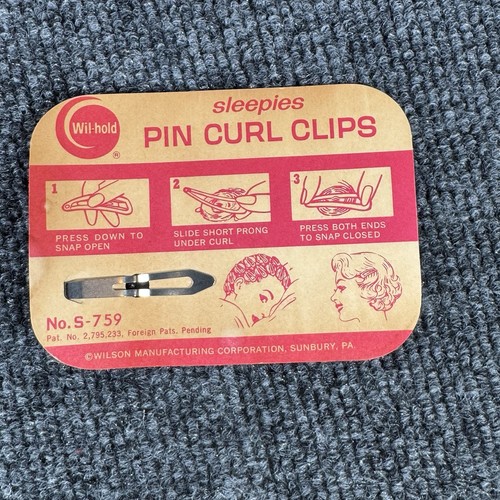 Wil-hold
®
sleepies
PIN CURL CLIPS
1
PRESS DOWN TO
SNAP OPEN
2
SLIDE SHORT PRONG
UNDER CURL
3
PRESS BOTH ENDS
TO SNAP CLOSED
No. S-759
Pat. No. 2,795,233, Foreign Pats. Pending
©WILSON MANUFACTURING CORPORATION, SUNBURY, PA.